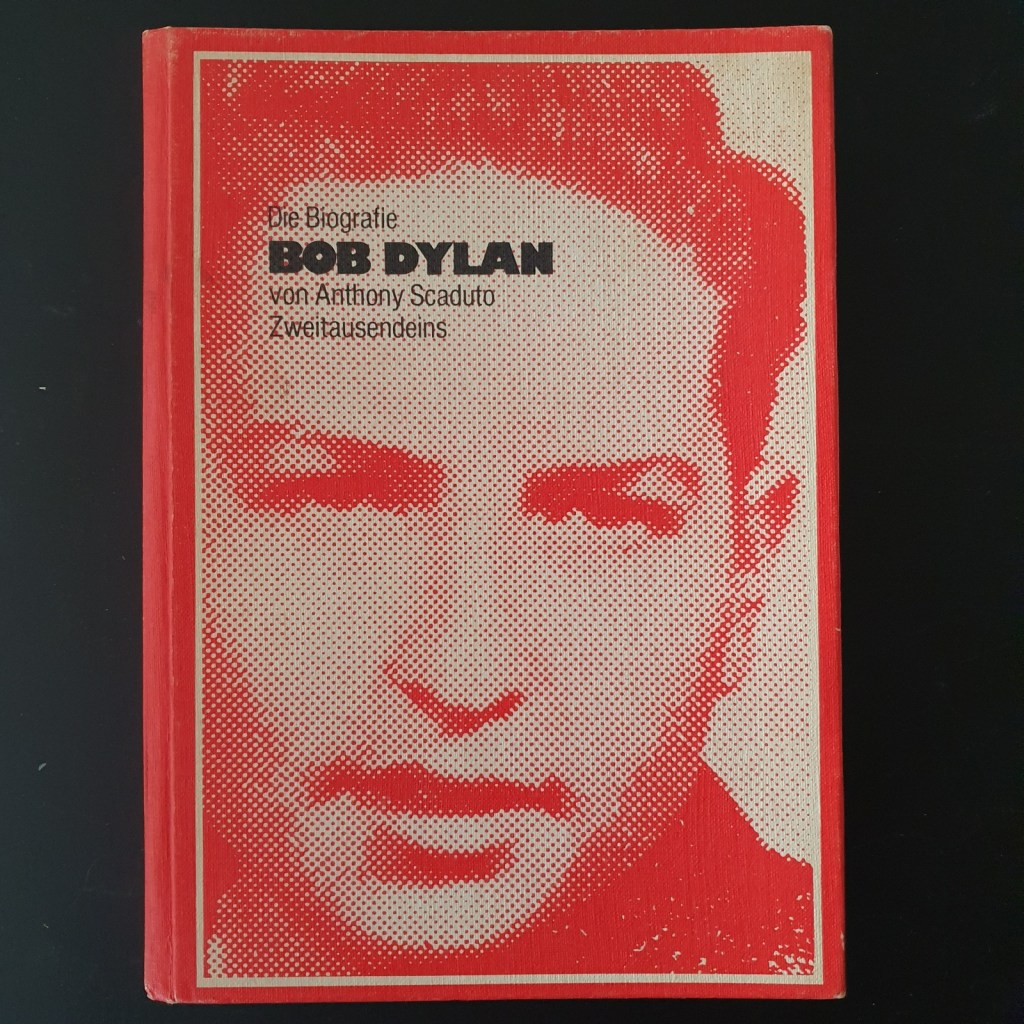 Die Biografie
BOB DYLAN
von Anthony Scaduto
Zweitausendeins